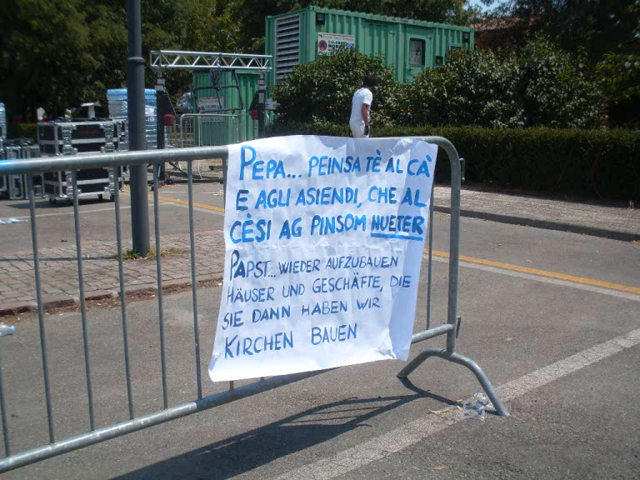 PEPA... PEINSA TÈ AL CÀ
E AGLI ASIENDI, CHE AL
CÈSI AG PINSOM NUETER
PAPST... WIEDER AUFZUBAUEN
HÄUSER UND GESCHÄFTE, DIE
SIE DANN HABEN WIR
KIRCHEN BAUEN